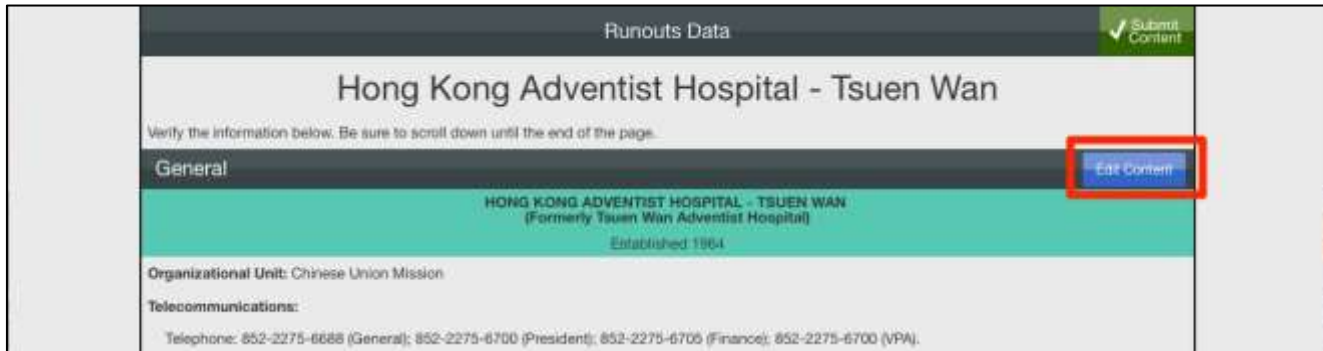 Runouts Data
Submit
Content
Hong Kong Adventist Hospital - Tsuen Wan
Verify the information below. Be sure to scroll down until the end of the page.
General
Edit Content
HONG KONG ADVENTIST HOSPITAL - TSUEN WAN
(Formerly Tsuen Wan Adventist Hospital)
Established 1964
Organizational Unit: Chinese Union Mission
Telecommunications:
Telephone: 852-2275-6688 (General); 852-2275-6700 (President); 852-2275-6705 (Finance); 852-2275-6700 (VPA).